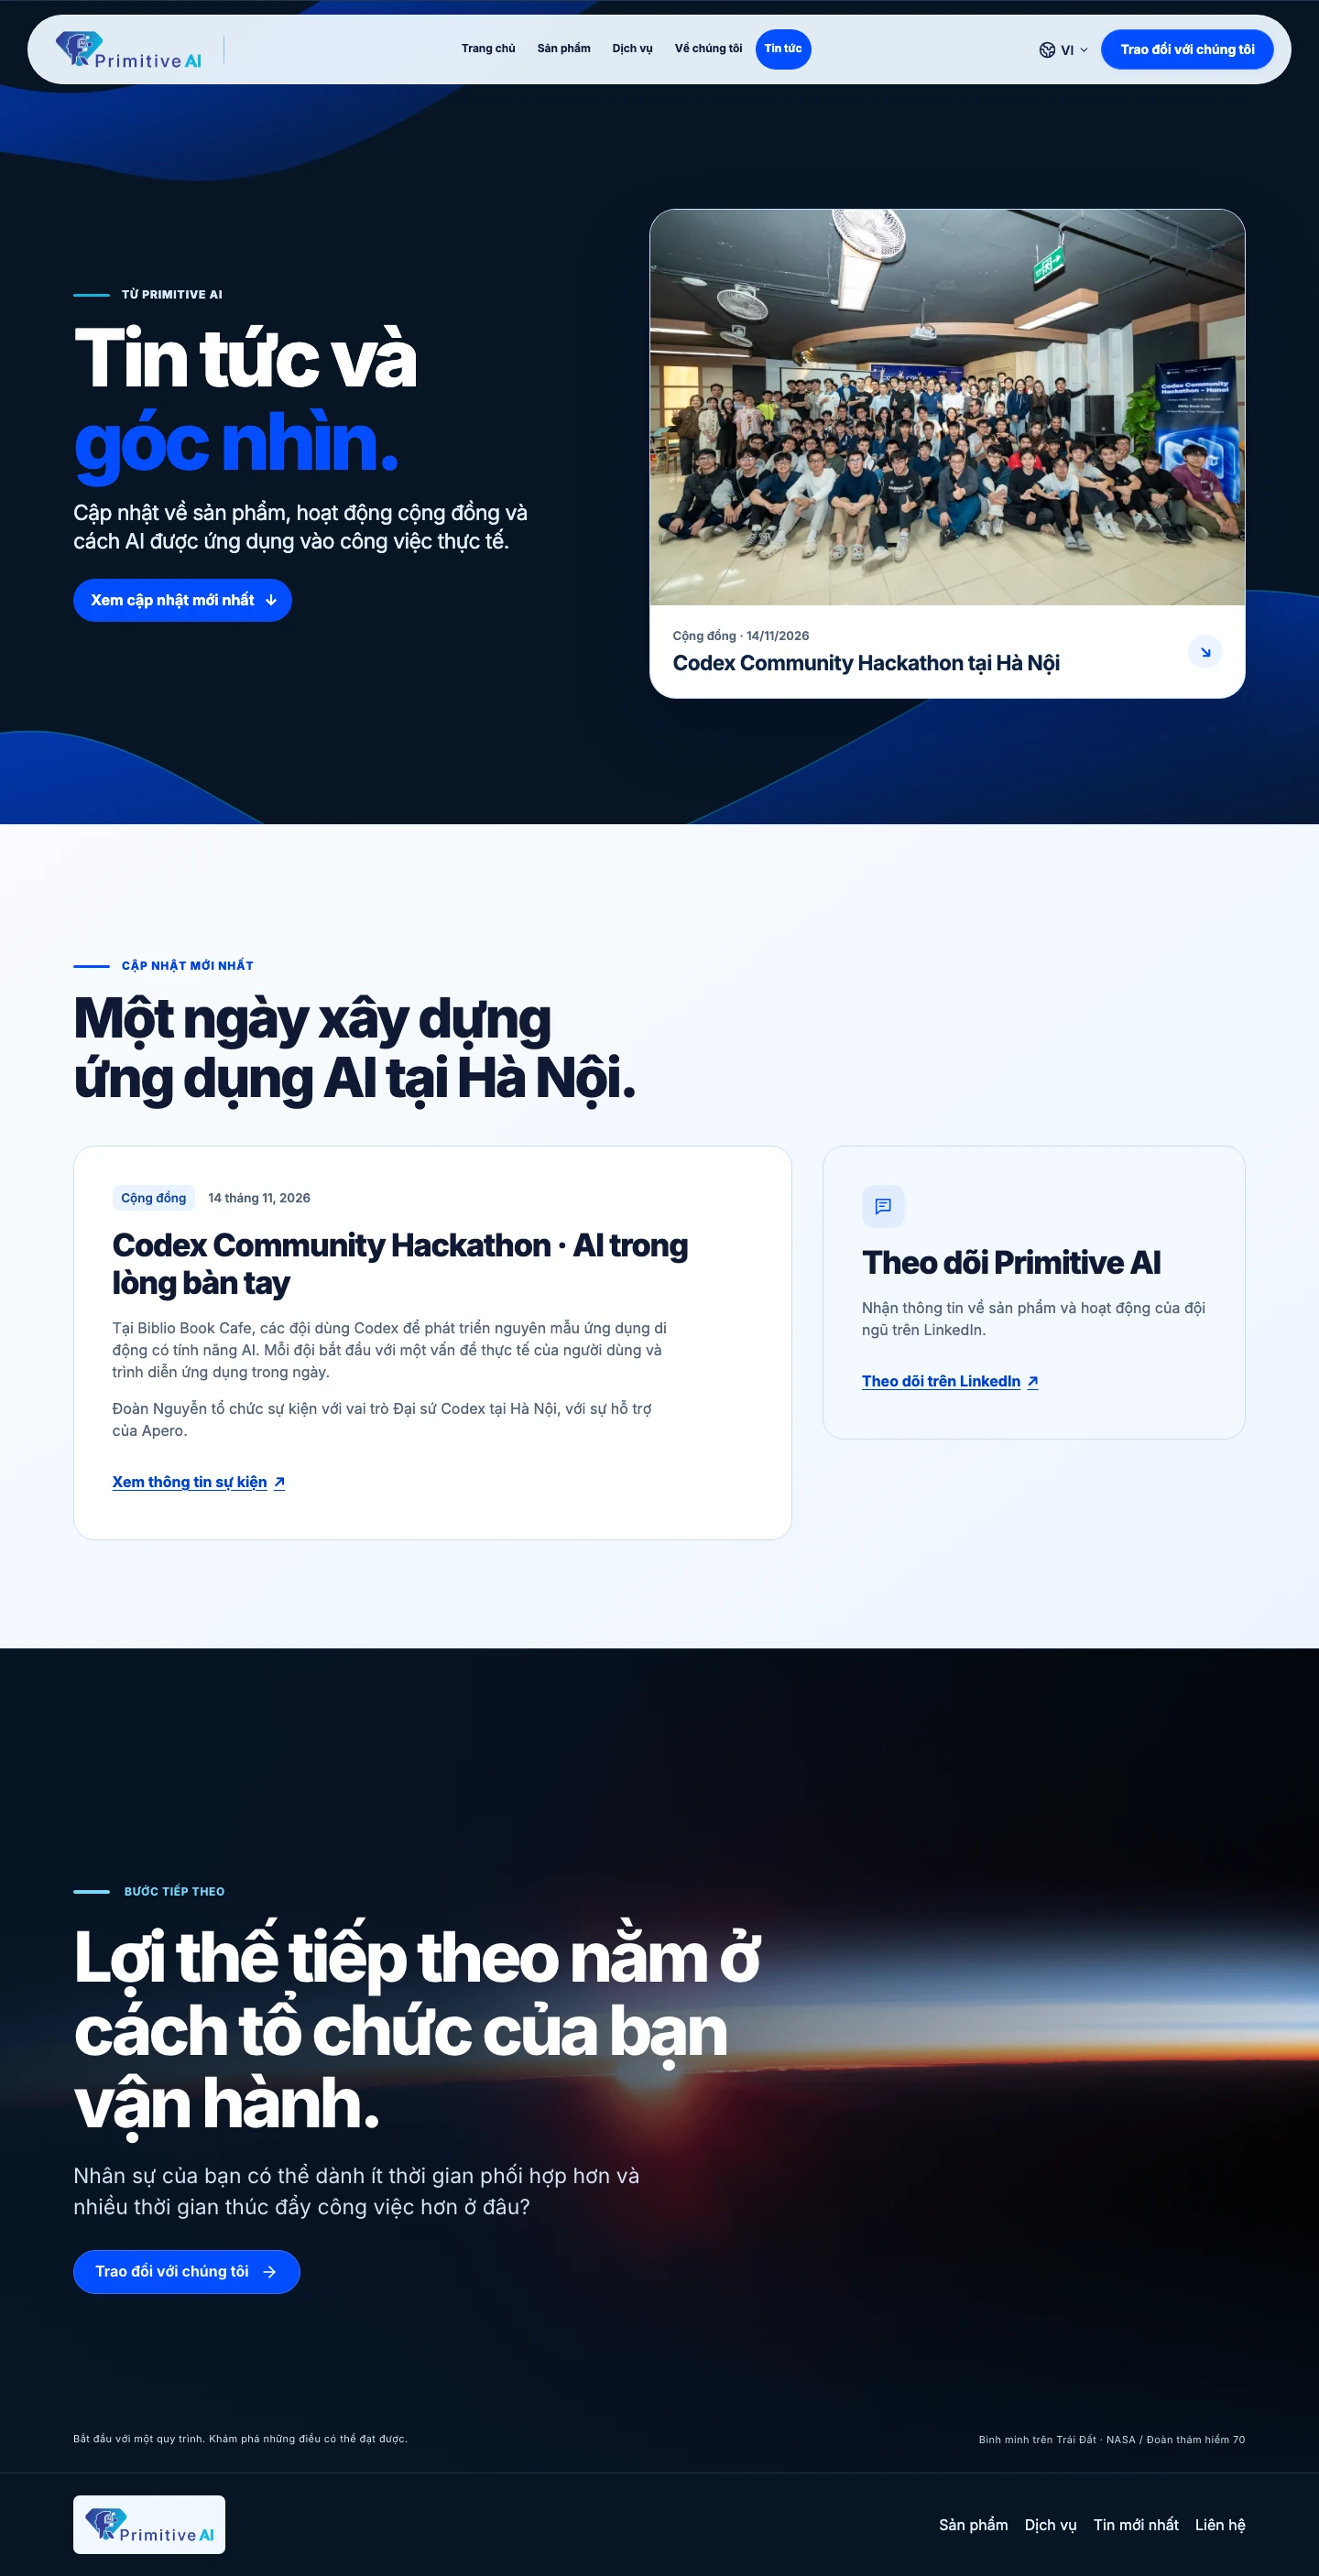 Primitive AI
Trang chủ
Sản phẩm
Dịch vụ
Về chúng tôi
Tin tức
VI
Trao đổi với chúng tôi
TỪ PRIMITIVE AI
Tin tức và
góc nhìn.
Cập nhật về sản phẩm, hoạt động cộng đồng và
cách AI được ứng dụng vào công việc thực tế.
Xem cập nhật mới nhất ↓
Codex Community
Hackathon - Hanoi
Cộng đồng · 14/11/2026
Codex Community Hackathon tại Hà Nội
CẬP NHẬT MỚI NHẤT
Một ngày xây dựng
ứng dụng AI tại Hà Nội.
Cộng đồng
14 tháng 11, 2026
Codex Community Hackathon · AI trong
lòng bàn tay
Tại Biblio Book Cafe, các đội dùng Codex để phát triển nguyên mẫu ứng dụng di
động có tính năng AI. Mỗi đội bắt đầu với một vấn đề thực tế của người dùng và
trình diễn ứng dụng trong ngày.
Đoàn Nguyễn tổ chức sự kiện với vai trò Đại sứ Codex tại Hà Nội, với sự hỗ trợ
của Apero.
Xem thông tin sự kiện ↗
Theo dõi Primitive AI
Nhận thông tin về sản phẩm và hoạt động của đội
ngũ trên LinkedIn.
Theo dõi trên LinkedIn ↗
BƯỚC TIẾP THEO
Lợi thế tiếp theo nằm ở
cách tổ chức của bạn
vận hành.
Nhân sự của bạn có thể dành ít thời gian phối hợp hơn và
nhiều thời gian thúc đẩy công việc hơn ở đâu?
Trao đổi với chúng tôi →
Bắt đầu với một quy trình. Khám phá những điều có thể đạt được.
Bình minh trên Trái Đất · NASA / Đoàn thám hiểm 70
Primitive AI
Sản phẩm
Dịch vụ
Tin mới nhất
Liên hệ